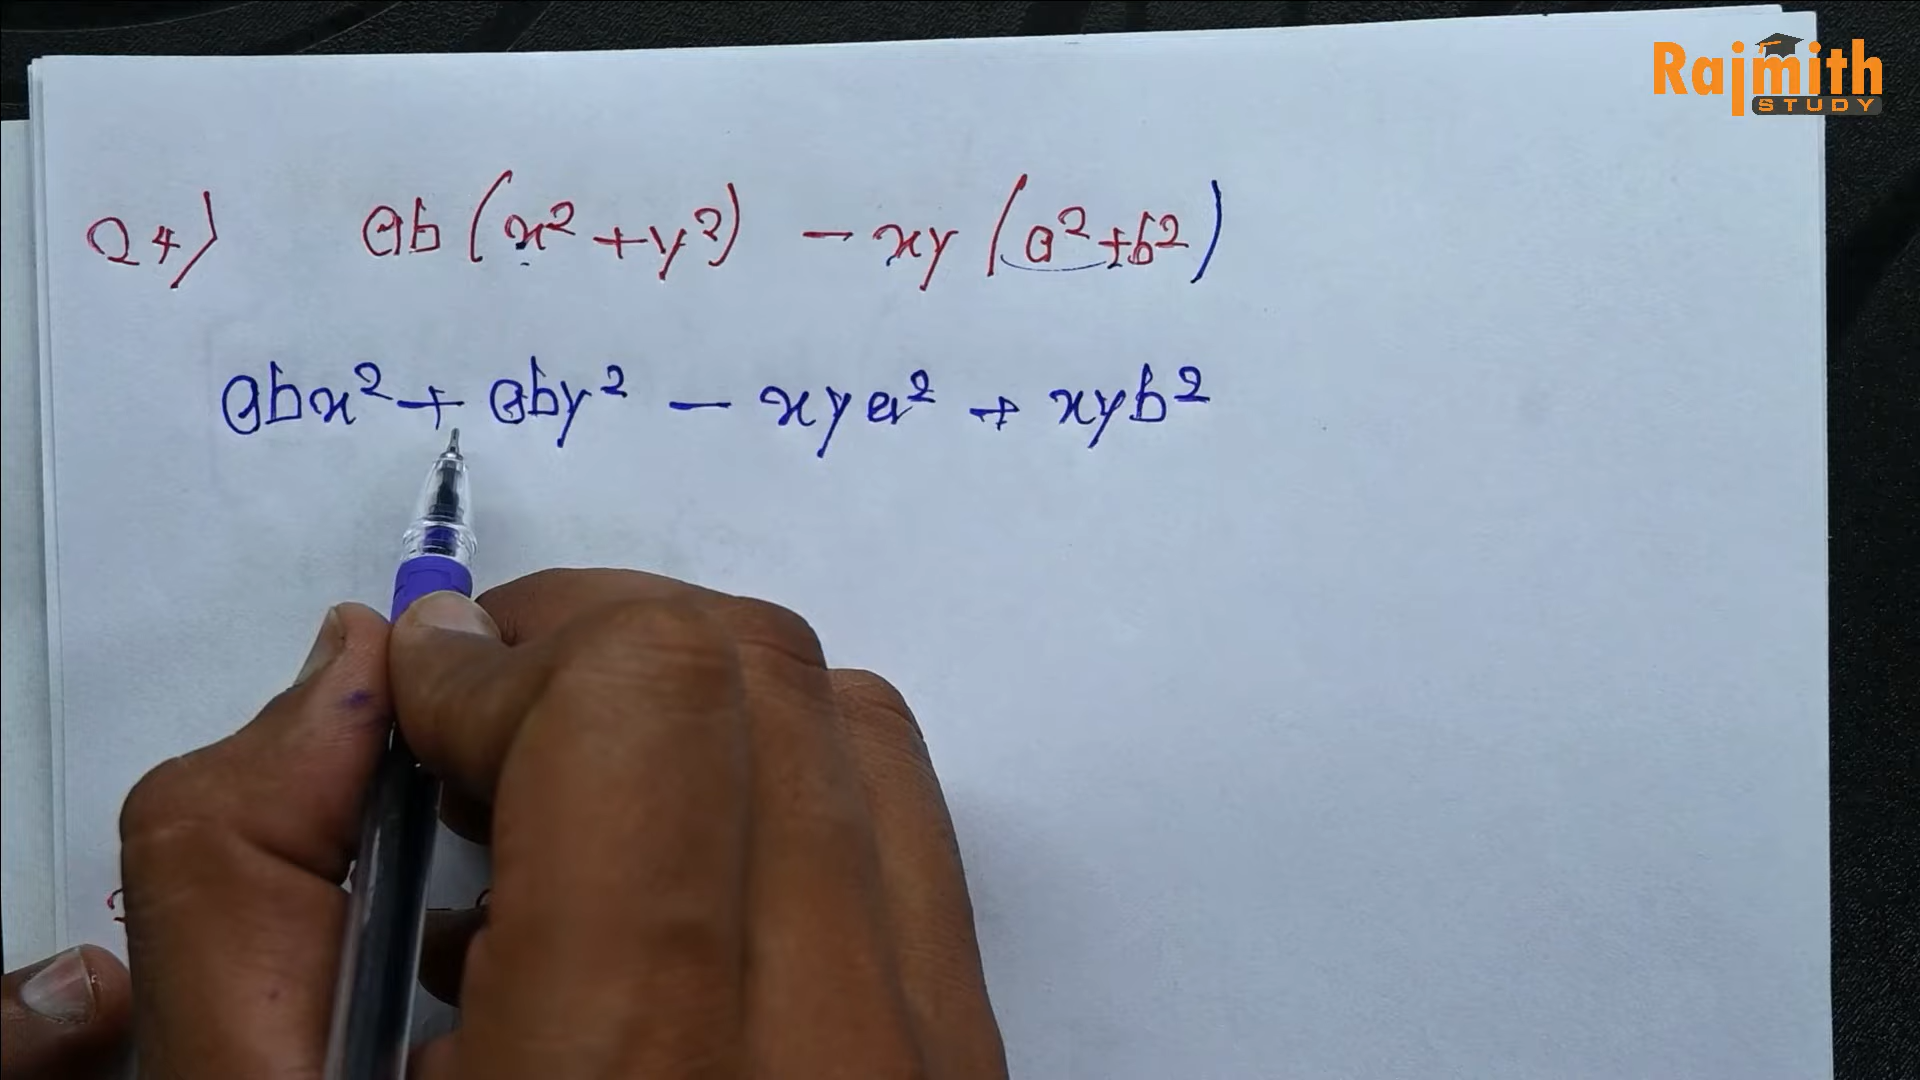 Rajmith
STUDY
Q4) ab(x²+y²) - xy(a²+b²)
abx² + aby² - xya² + xyb²